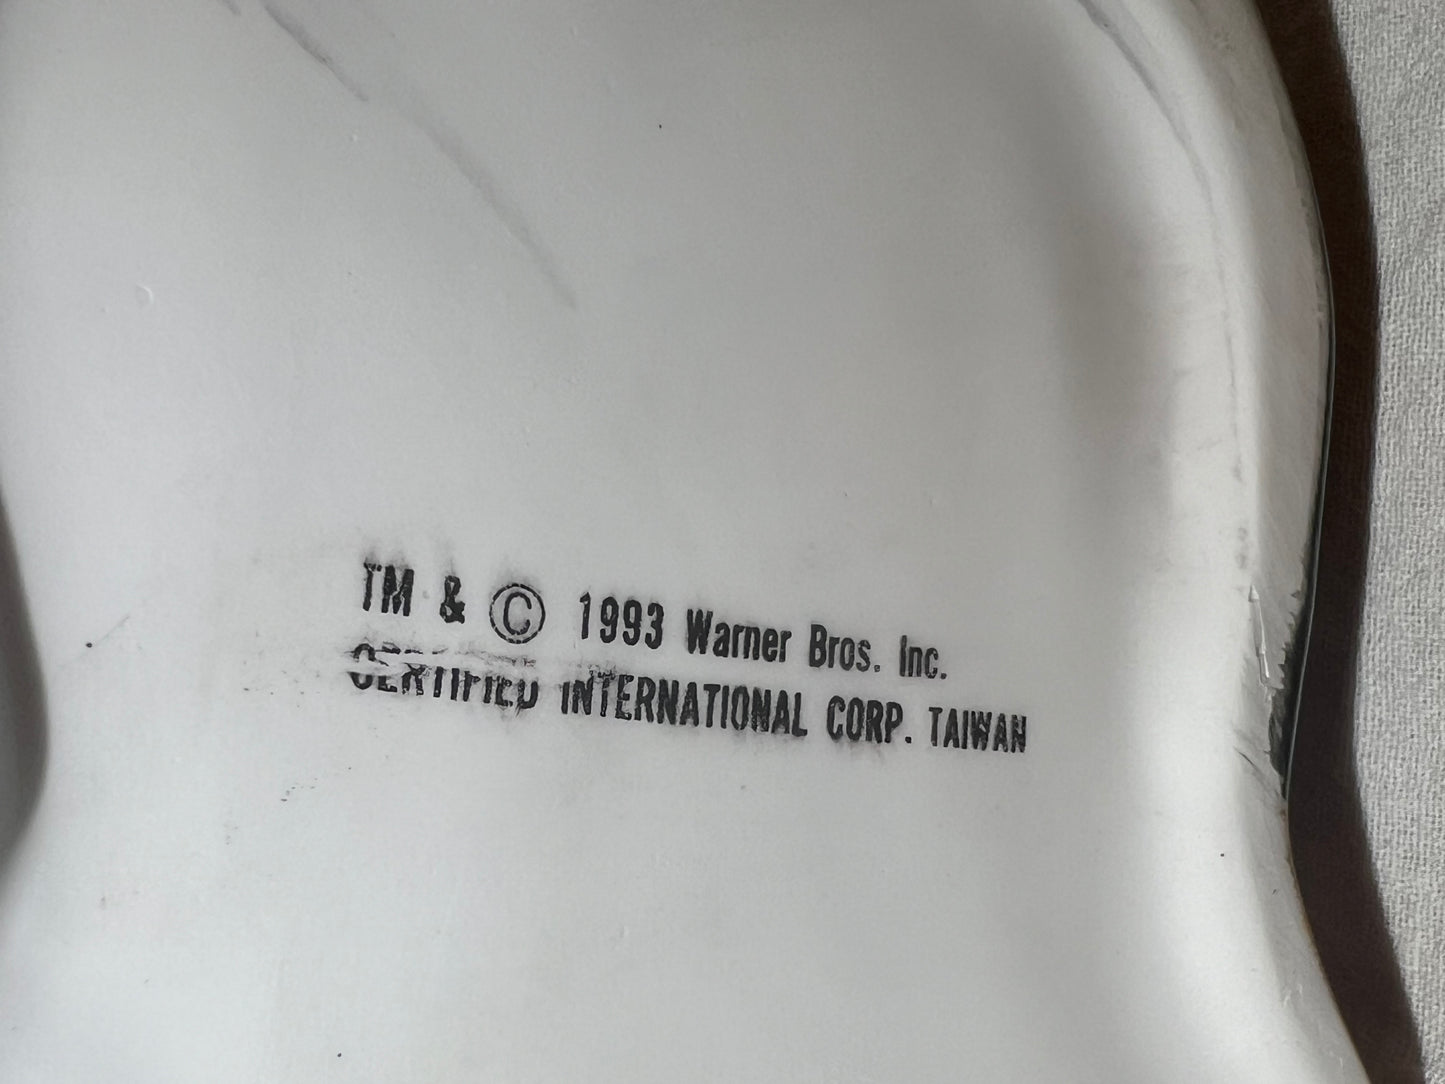 TM & © 1993 Warner Bros. Inc.
CERTIFIED INTERNATIONAL CORP. TAIWAN